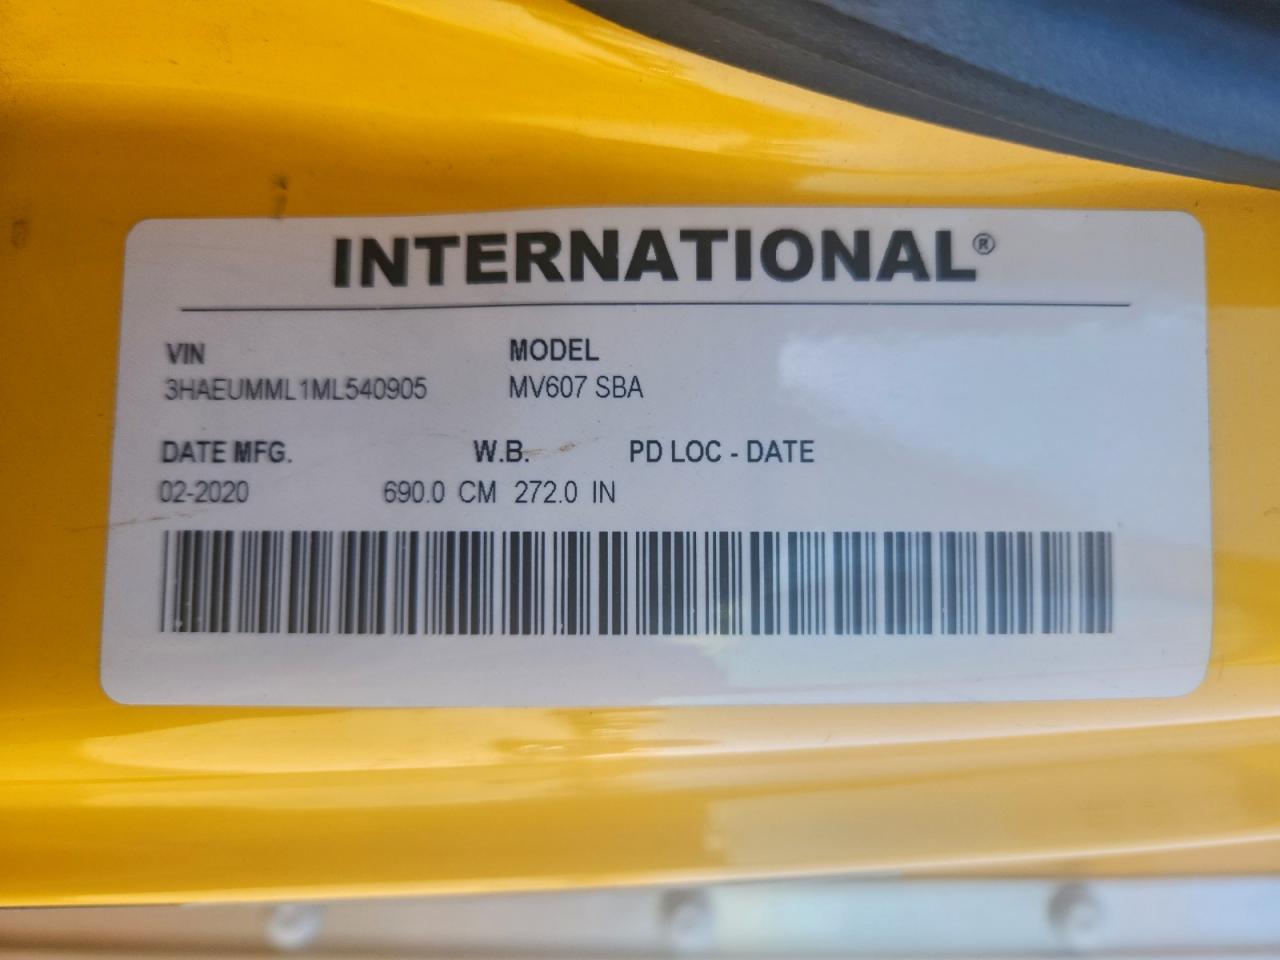 INTERNATIONAL®
VIN MODEL
3HAEUMML1ML540905 MV607 SBA
DATE MFG. W.B. PD LOC - DATE
02-2020 690.0 CM 272.0 IN